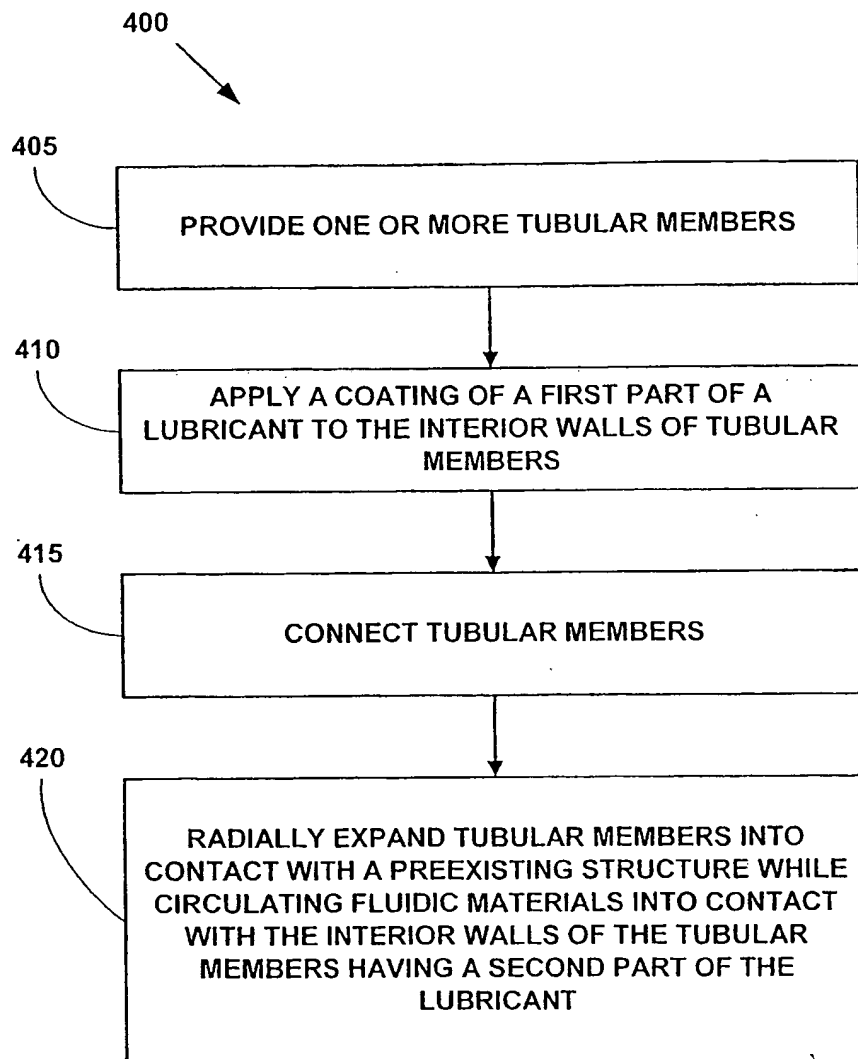 400
405
PROVIDE ONE OR MORE TUBULAR MEMBERS
410
APPLY A COATING OF A FIRST PART OF A
LUBRICANT TO THE INTERIOR WALLS OF TUBULAR
MEMBERS
415
CONNECT TUBULAR MEMBERS
420
RADIALLY EXPAND TUBULAR MEMBERS INTO
CONTACT WITH A PREEXISTING STRUCTURE WHILE
CIRCULATING FLUIDIC MATERIALS INTO CONTACT
WITH THE INTERIOR WALLS OF THE TUBULAR
MEMBERS HAVING A SECOND PART OF THE
LUBRICANT